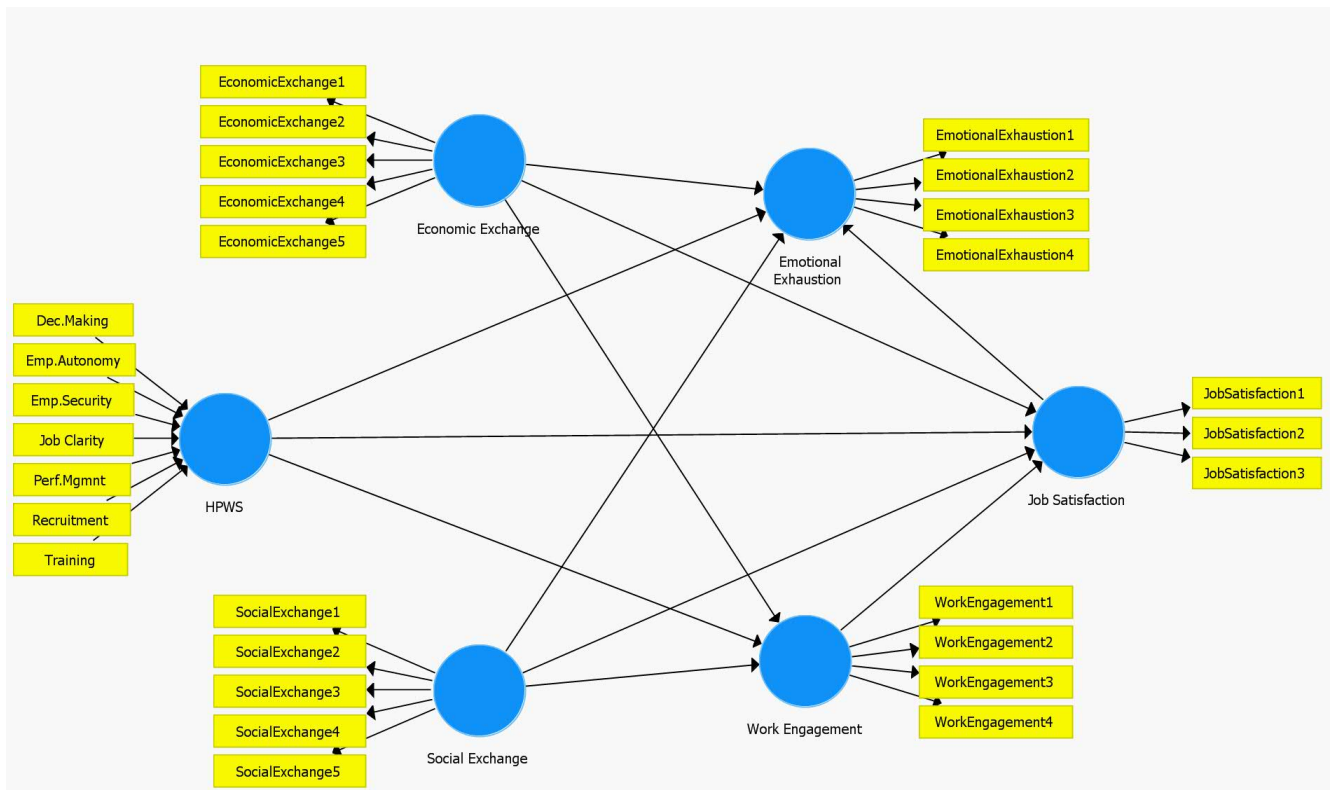 EconomicExchange1
EconomicExchange2
EconomicExchange3
EconomicExchange4
EconomicExchange5
Economic Exchange
EmotionalExhaustion1
EmotionalExhaustion2
EmotionalExhaustion3
EmotionalExhaustion4
Emotional
Exhaustion
Dec.Making
Emp.Autonomy
Emp.Security
Job Clarity
Perf.Mgmnt
Recruitment
Training
HPWS
JobSatisfaction1
JobSatisfaction2
JobSatisfaction3
Job Satisfaction
SocialExchange1
SocialExchange2
SocialExchange3
SocialExchange4
SocialExchange5
Social Exchange
WorkEngagement1
WorkEngagement2
WorkEngagement3
WorkEngagement4
Work Engagement